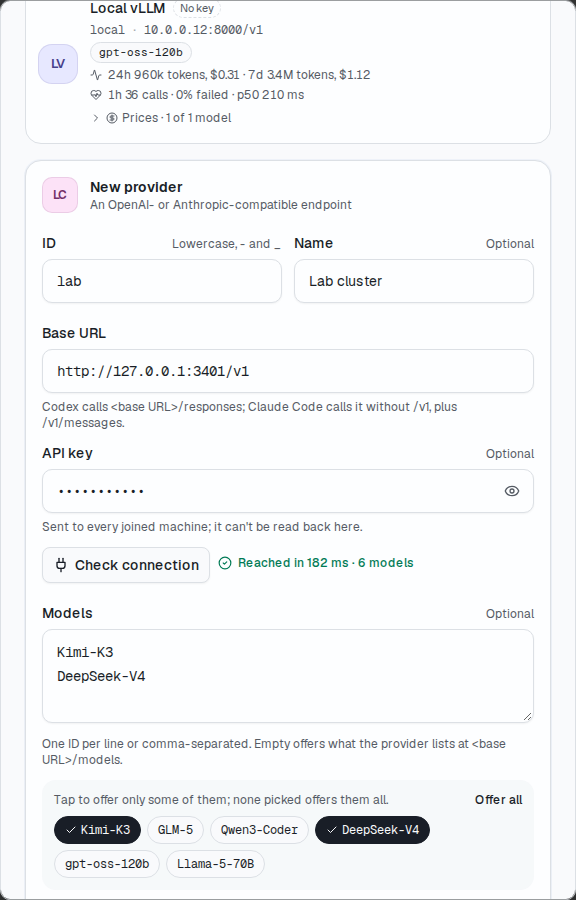 Local vLLM No key
local · 10.0.0.12:8000/v1
gpt-oss-120b
LV
24h 960k tokens, $0.31 · 7d 3.4M tokens, $1.12
1h 36 calls · 0% failed · p50 210 ms
Prices · 1 of 1 model
LC
New provider
An OpenAI- or Anthropic-compatible endpoint
ID Lowercase, - and _ Name Optional
lab Lab cluster
Base URL
http://127.0.0.1:3401/v1
Codex calls <base URL>/responses; Claude Code calls it without /v1, plus
/v1/messages.
API key Optional
•••••••••••
Sent to every joined machine; it can't be read back here.
Check connection Reached in 182 ms · 6 models
Models Optional
Kimi-K3
DeepSeek-V4
One ID per line or comma-separated. Empty offers what the provider lists at <base
URL>/models.
Tap to offer only some of them; none picked offers them all. Offer all
Kimi-K3 GLM-5 Qwen3-Coder DeepSeek-V4
gpt-oss-120b Llama-5-70B